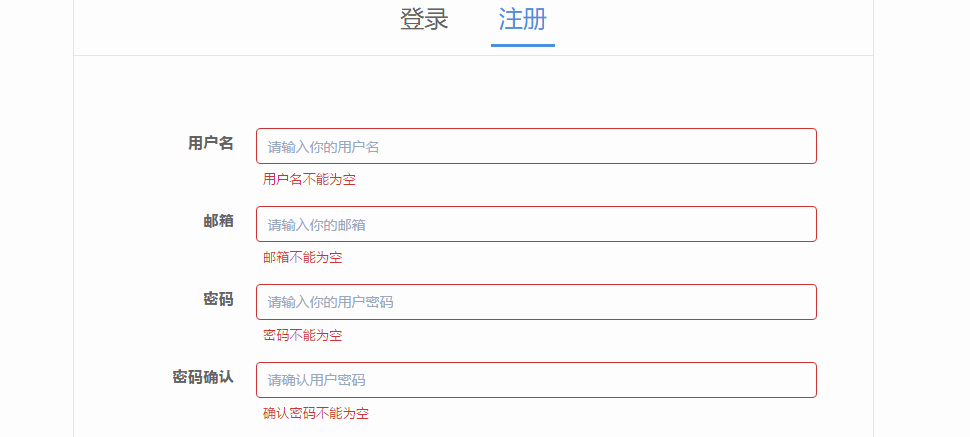 登录 注册
用户名 请输入你的用户名
用户名不能为空
邮箱 请输入你的邮箱
邮箱不能为空
密码 请输入你的用户密码
密码不能为空
密码确认 请确认用户密码
确认密码不能为空